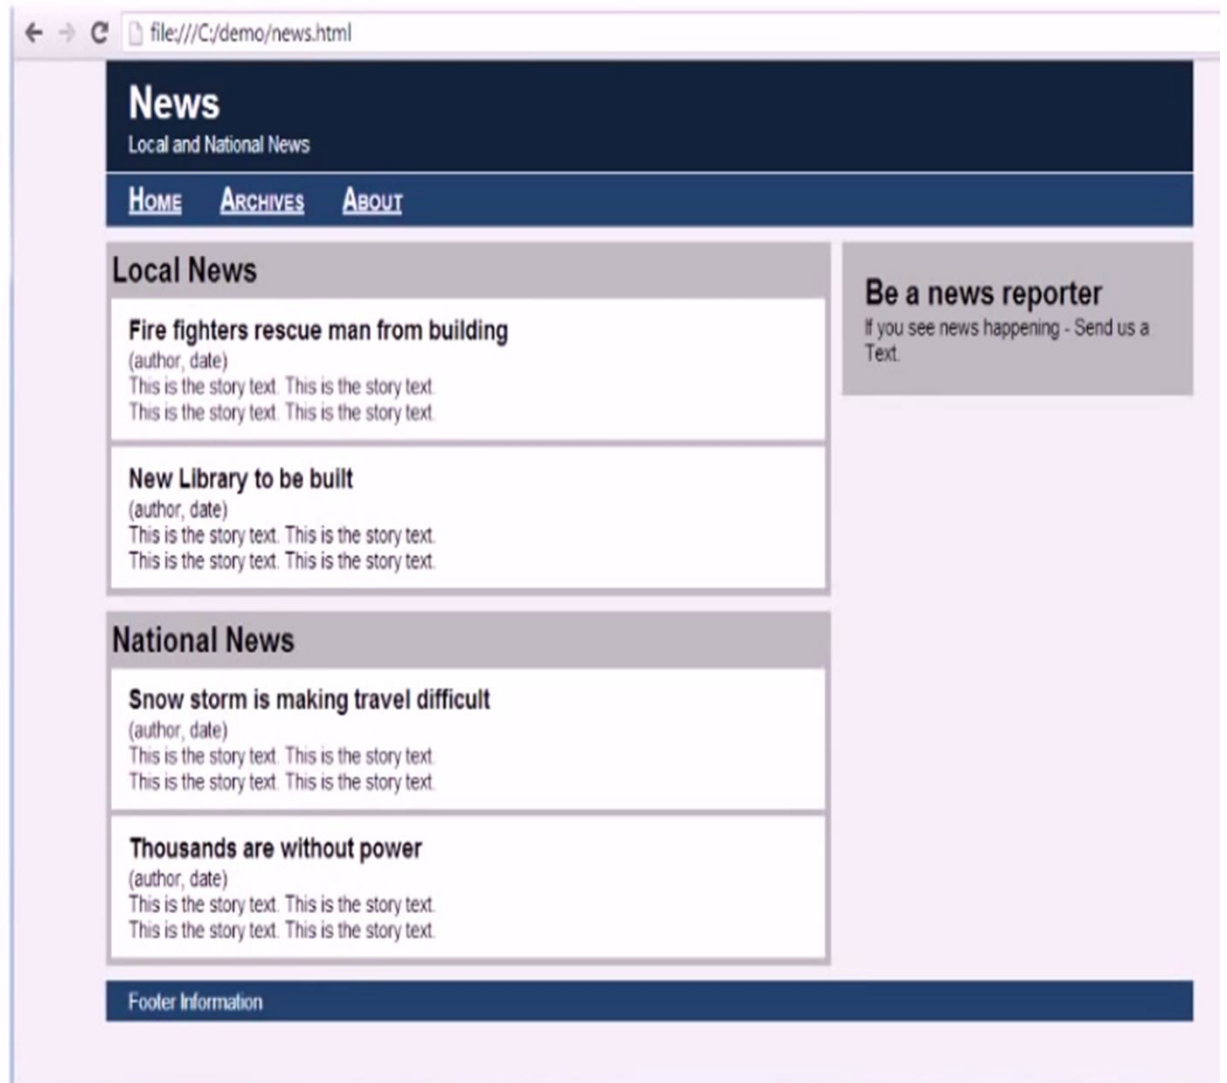 file:///C:/demo/news.html
News
Local and National News
Home Archives About
Local News
Fire fighters rescue man from building
(author, date)
This is the story text. This is the story text.
This is the story text. This is the story text.
New Library to be built
(author, date)
This is the story text. This is the story text.
This is the story text. This is the story text.
National News
Snow storm is making travel difficult
(author, date)
This is the story text. This is the story text.
This is the story text. This is the story text.
Thousands are without power
(author, date)
This is the story text. This is the story text.
This is the story text. This is the story text.
Be a news reporter
If you see news happening - Send us a
Text.
Footer Information